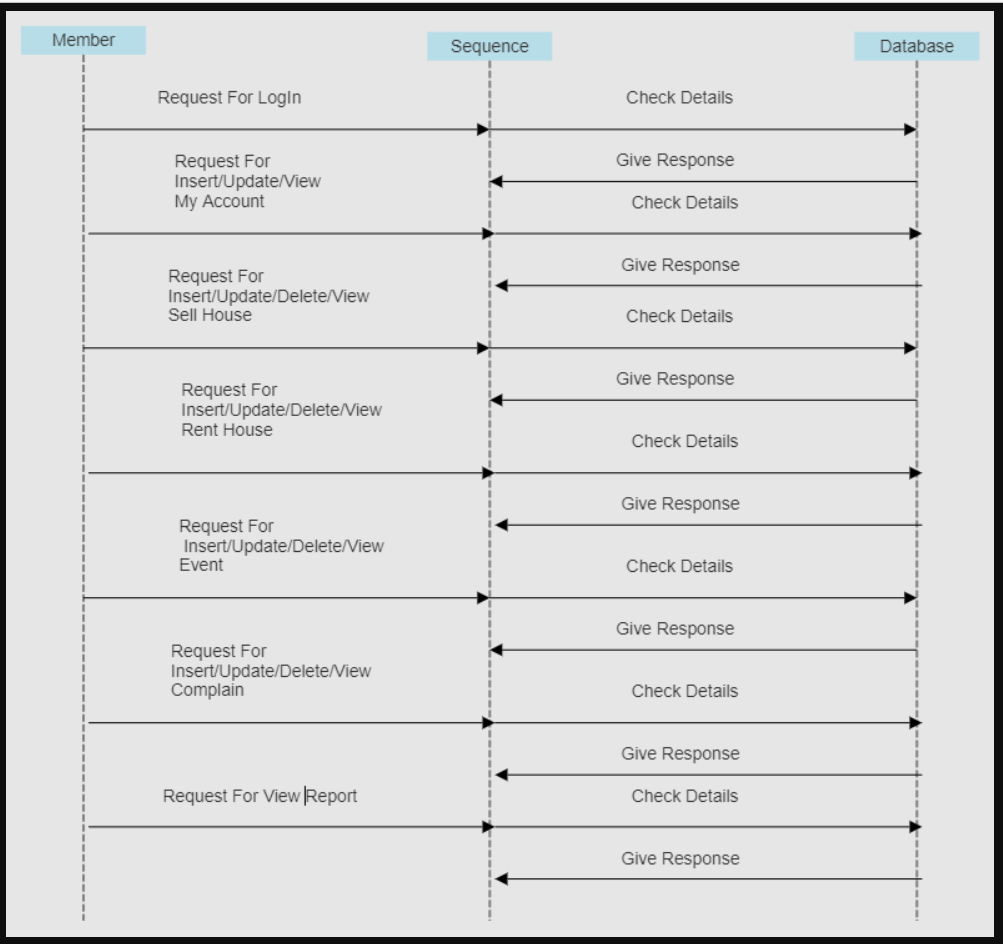 Member
Sequence
Database
Request For LogIn
Check Details
Give Response
Request For
Insert/Update/View
My Account
Check Details
Give Response
Request For
Insert/Update/Delete/View
Sell House
Check Details
Give Response
Request For
Insert/Update/Delete/View
Rent House
Check Details
Give Response
Request For
Insert/Update/Delete/View
Event
Check Details
Give Response
Request For
Insert/Update/Delete/View
Complain
Check Details
Give Response
Request For View Report
Check Details
Give Response